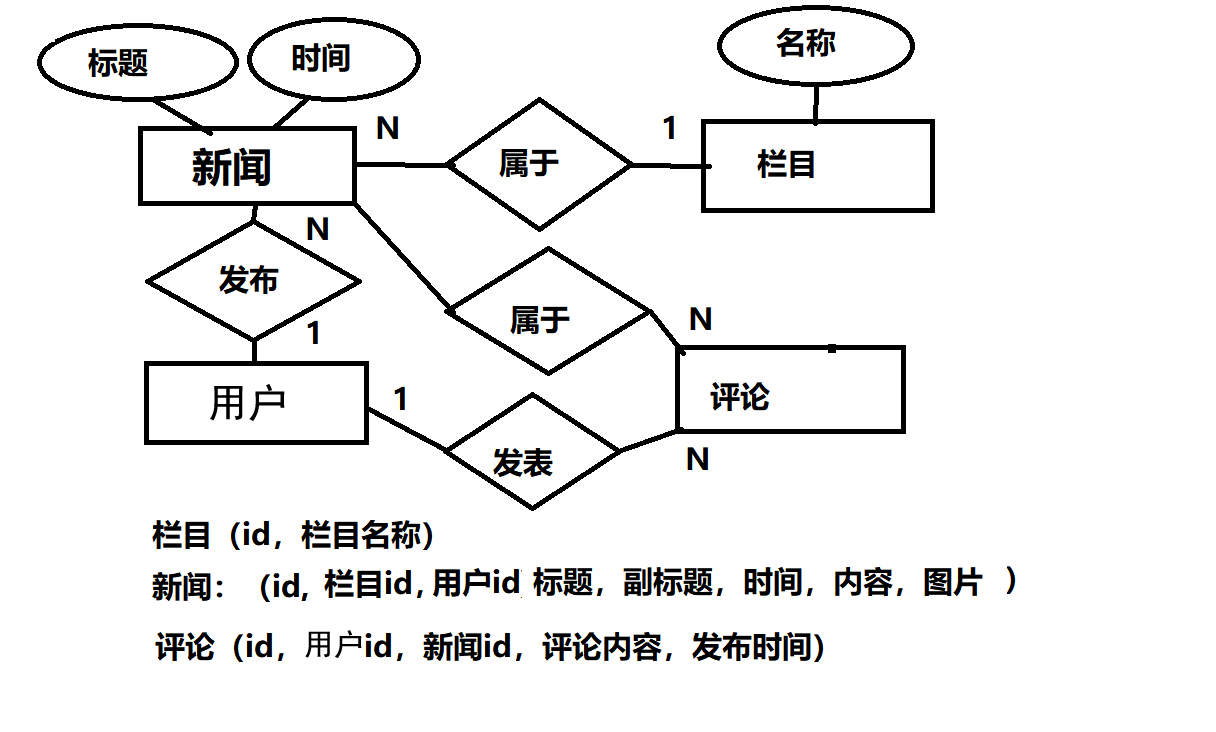 标题
时间
名称
N
1
新闻
属于
栏目
N
发布
属于
N
1
用户
1
评论
发表
N
栏目（id，栏目名称）
新闻：（id, 栏目id , 用户id 标题，副标题，时间，内容，图片 ）
评论（id，用户id，新闻id，评论内容，发布时间）